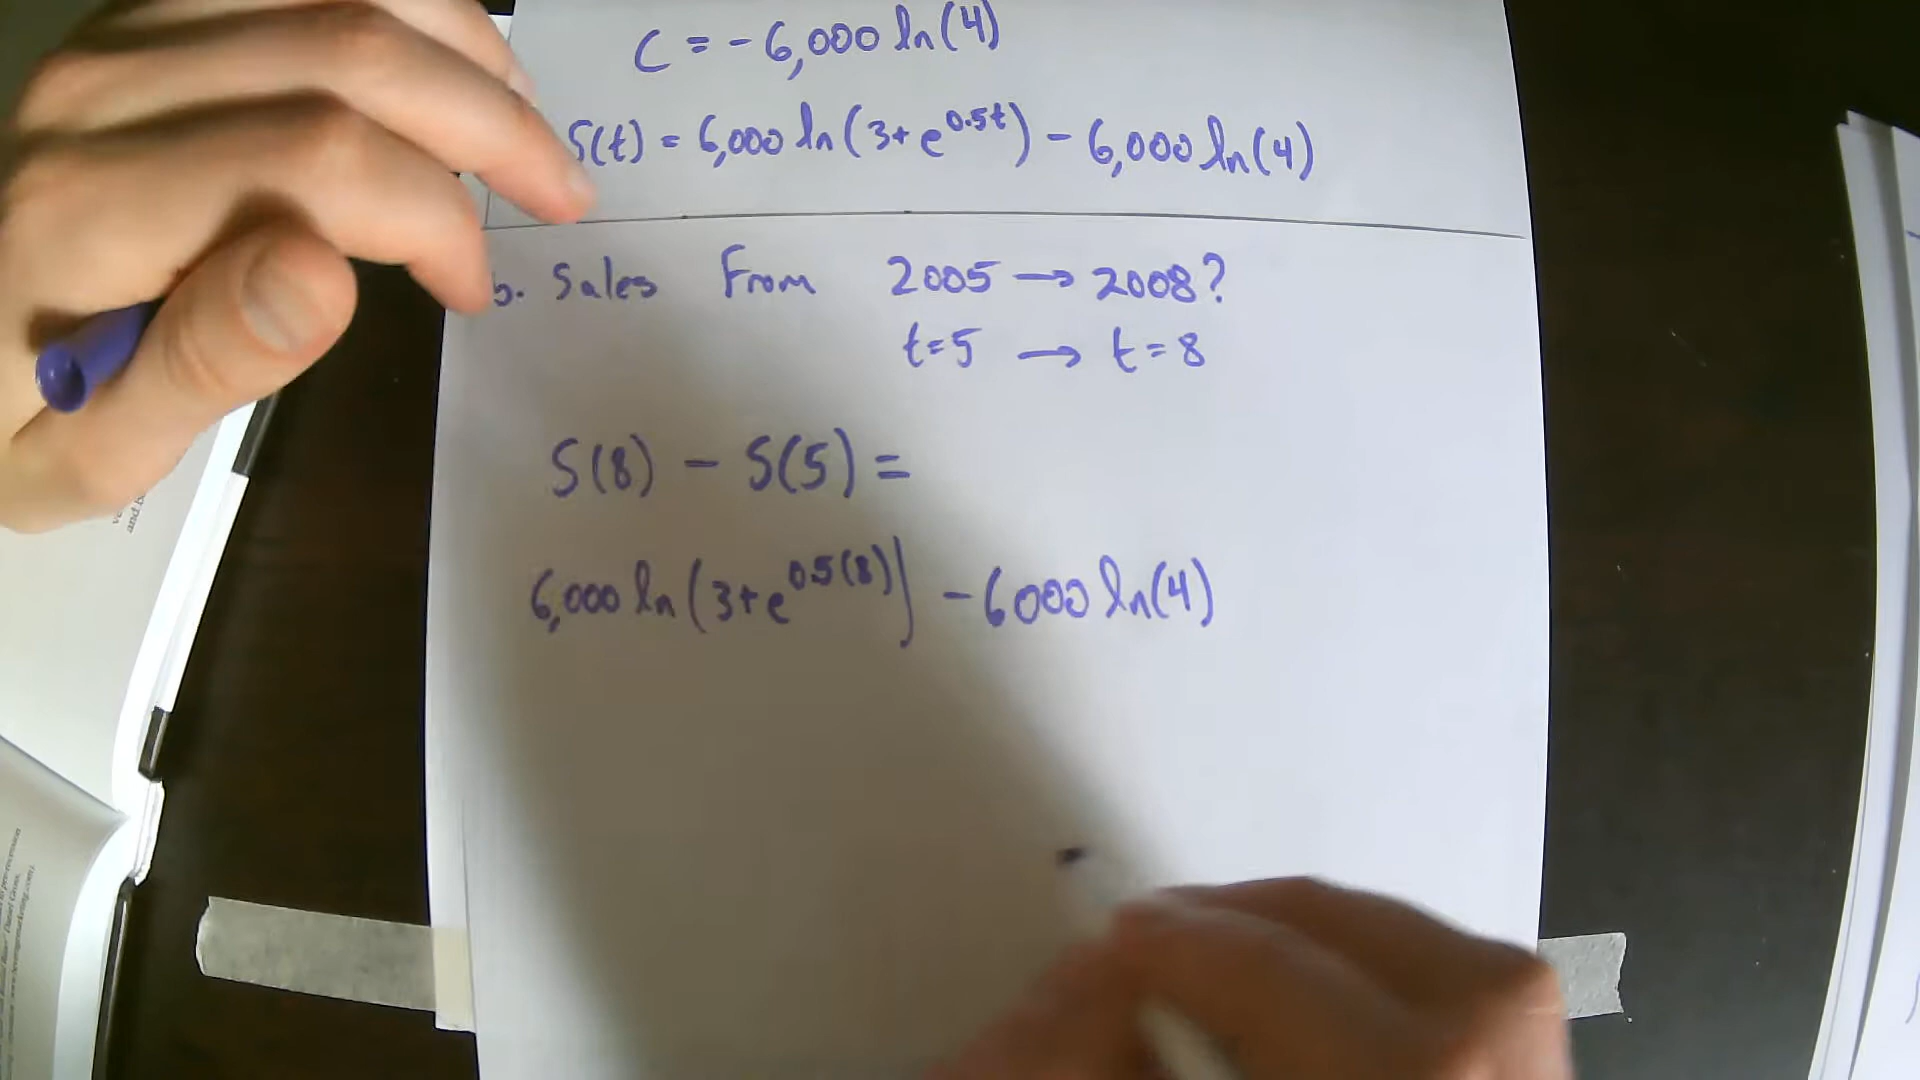 C = -6,000 ln(4)
S(t) = 6,000 ln(3+e^0.5t) - 6,000 ln(4)
b. Sales From 2005 → 2008?
t=5 → t=8
S(8) - S(5) =
6,000 ln(3+e^0.5(8)) - 6000 ln(4)